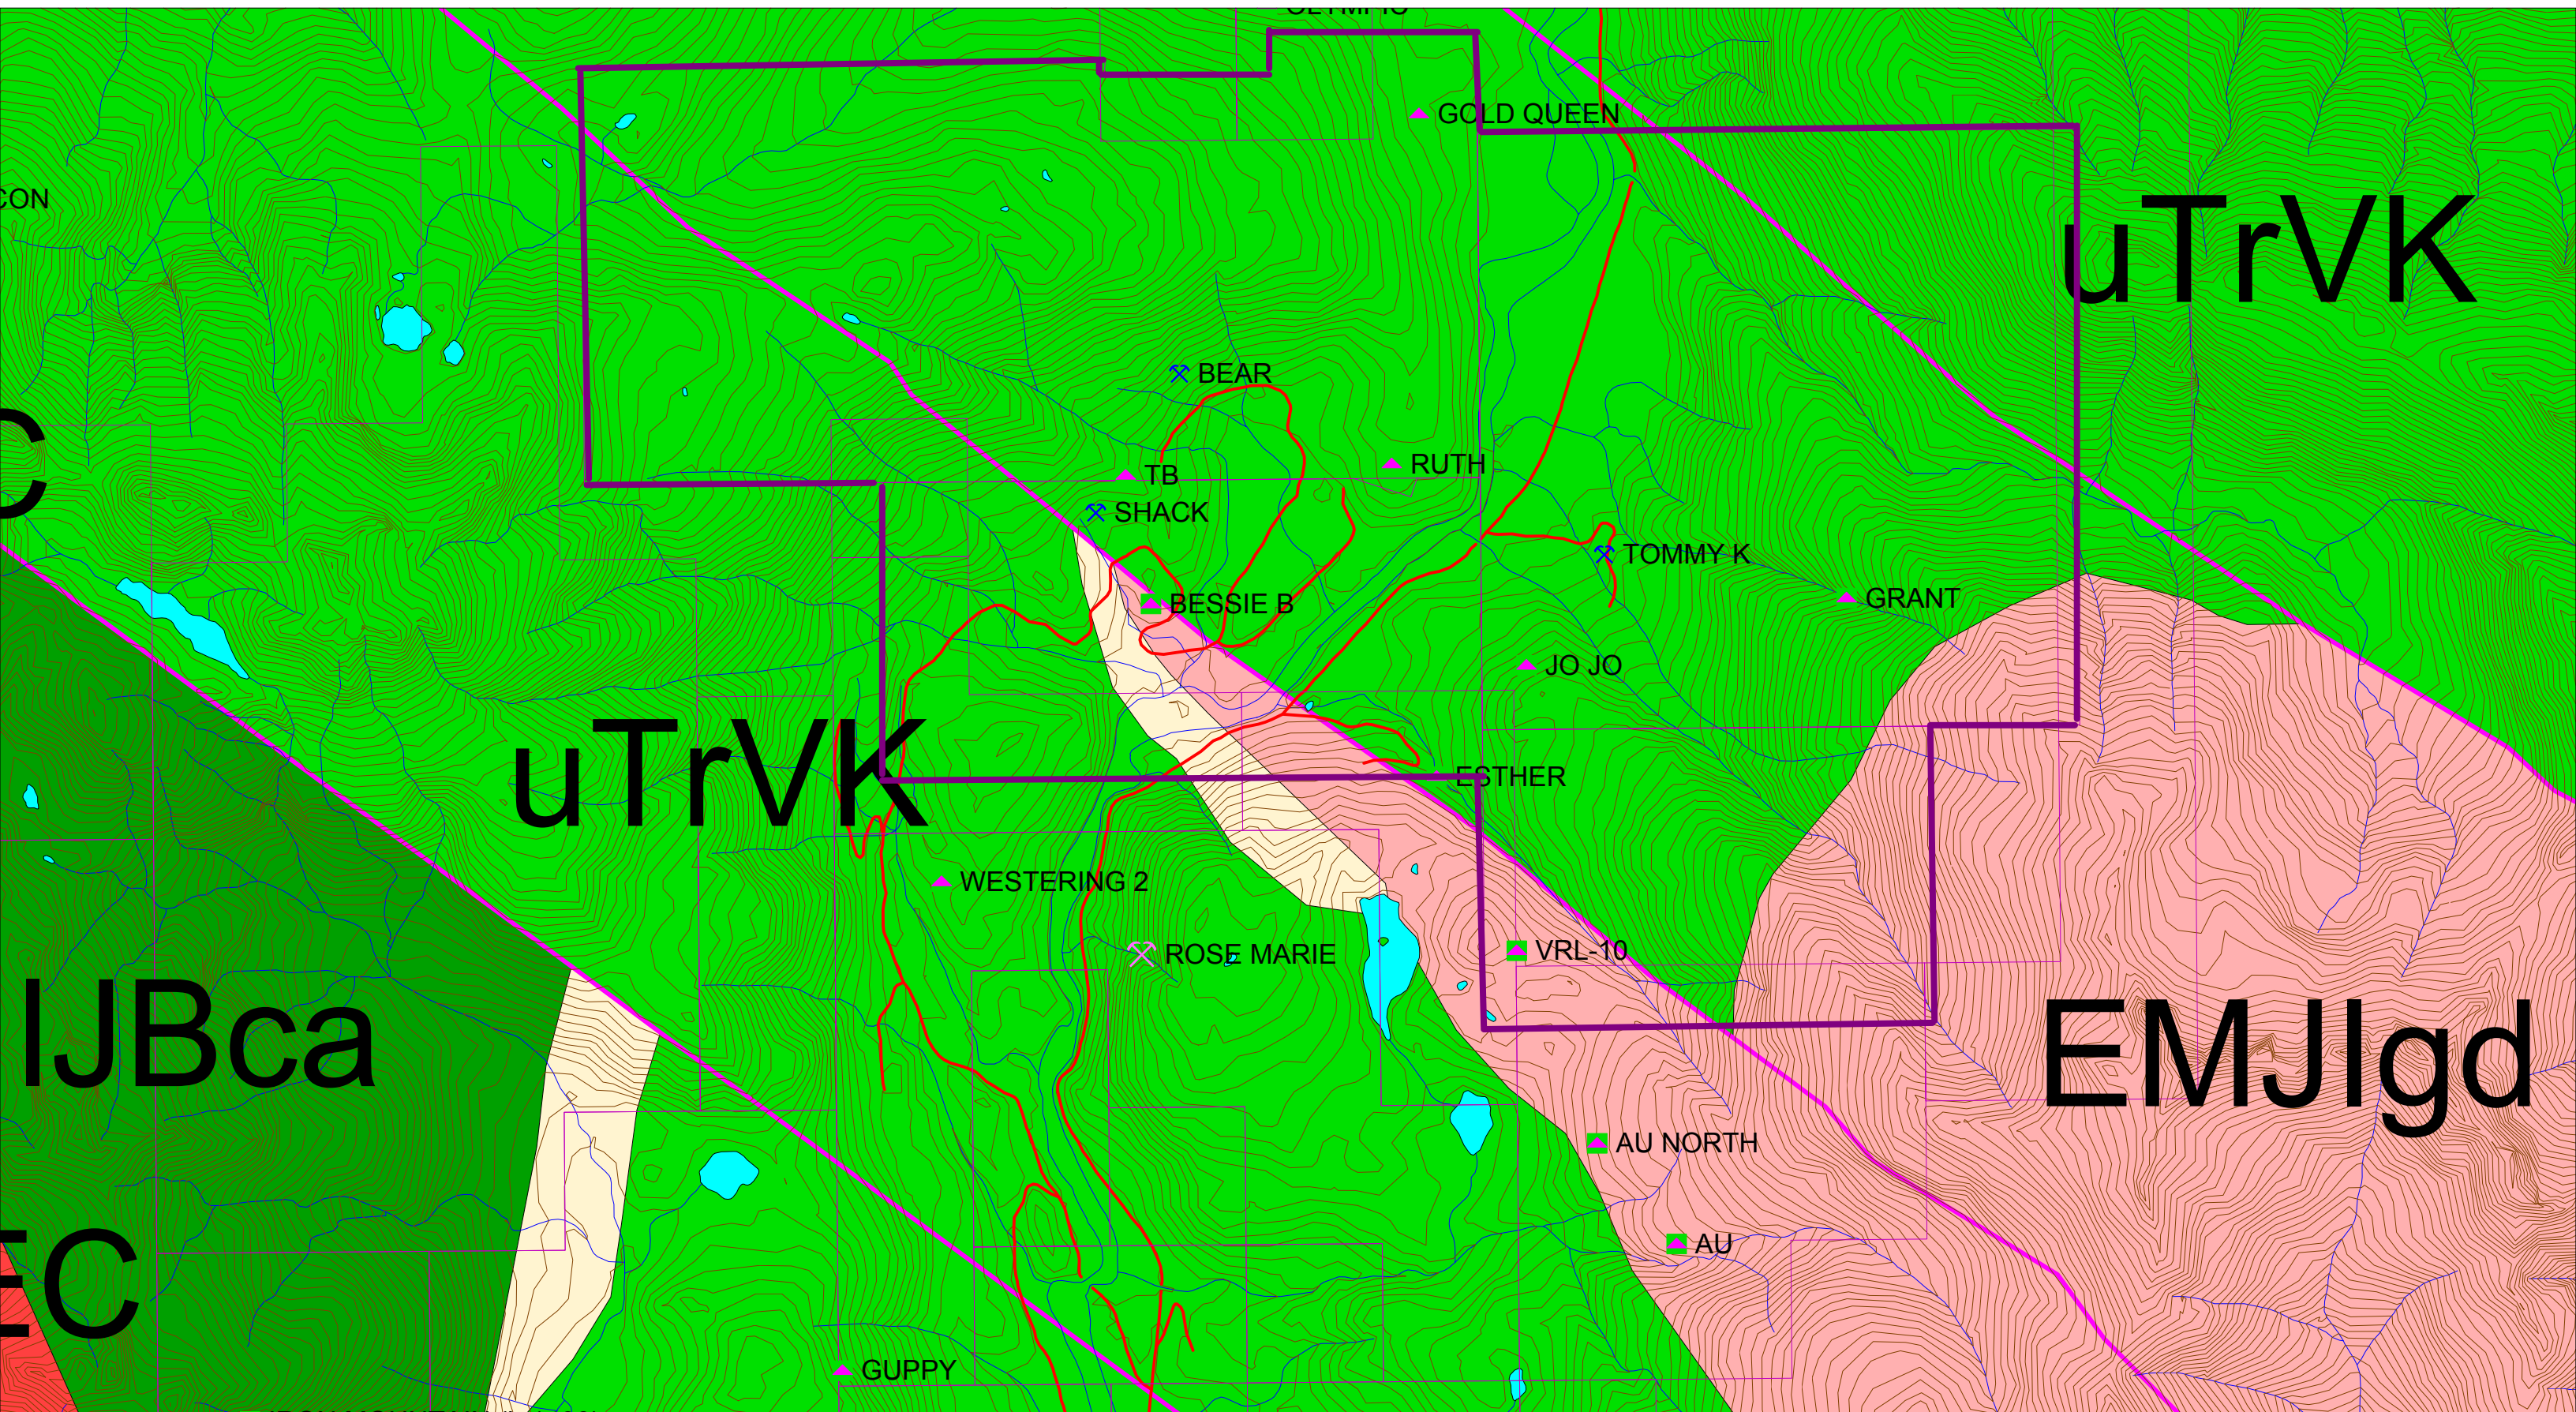 OLYMPIC
GOLD QUEEN
CON
uTrVK
BEAR
C
TB
RUTH
SHACK
TOMMY K
BESSIE B
GRANT
JO JO
uTrVK
ESTHER
WESTERING 2
ROSE MARIE
VRL-10
lJBca
EMJlgd
AU NORTH
AU
EC
GUPPY